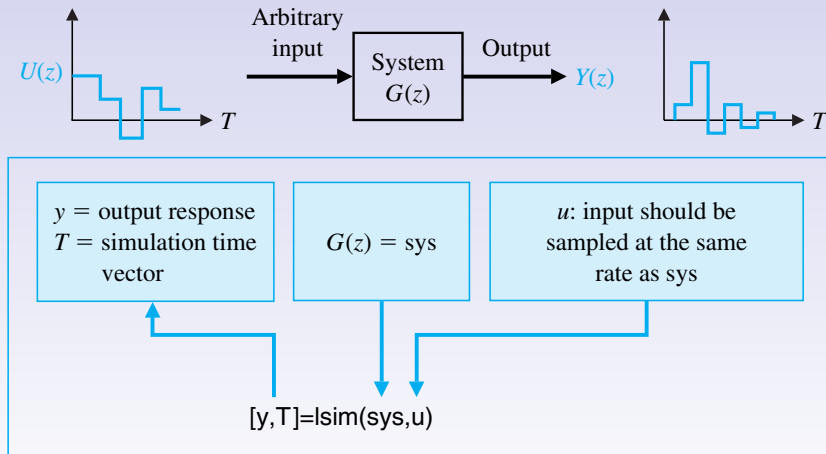 Arbitrary
input
Output
U(z)
System
G(z)
Y(z)
T
T
y = output response
T = simulation time
vector
G(z) = sys
u: input should be
sampled at the same
rate as sys
[y,T]=lsim(sys,u)